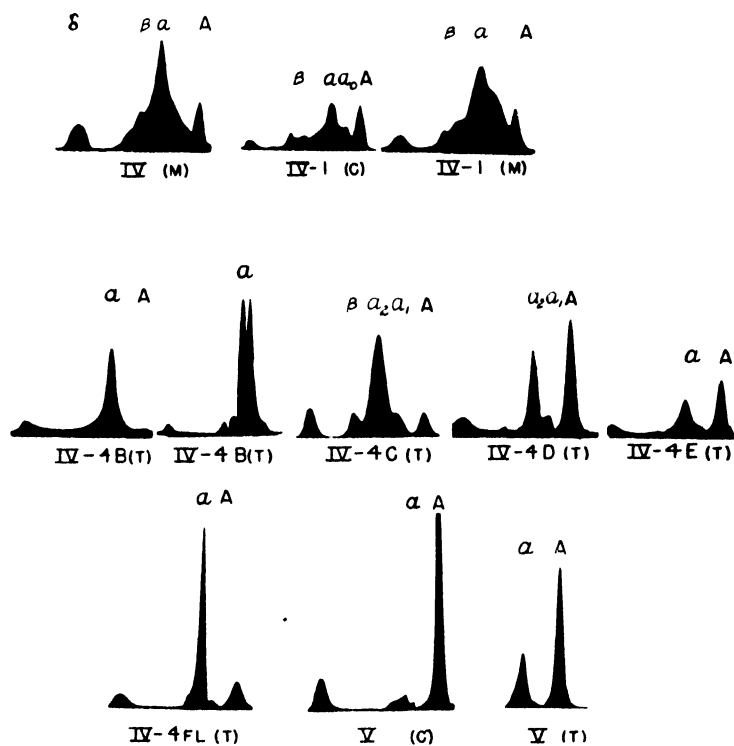 δ β a A
β a a₀ A
β a A
IV (M) IV-1 (C) IV-1 (M)
a A
a
β a₂ a₁ A
a₂ a₁ A
a A
IV-4B(T) IV-4B(T) IV-4C (T) IV-4D (T) IV-4E (T)
a A
a A
a A
IV-4FL (T) V (C) V (T)